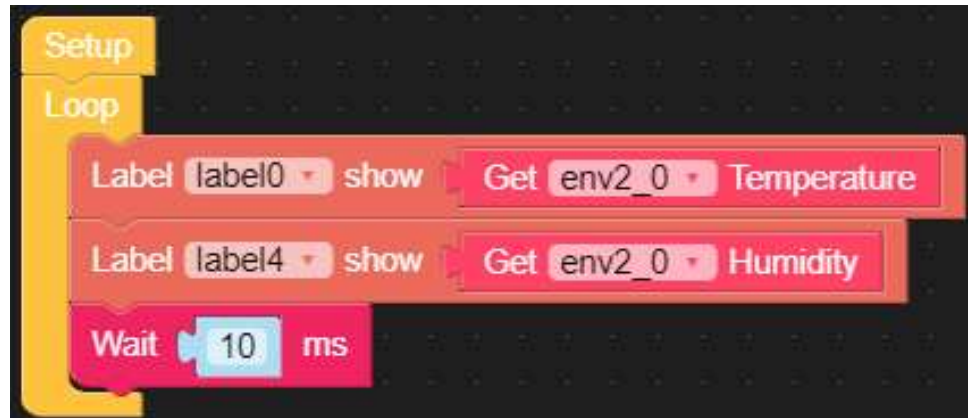 Setup
Loop
Label label0 show Get env2_0 Temperature
Label label4 show Get env2_0 Humidity
Wait 10 ms